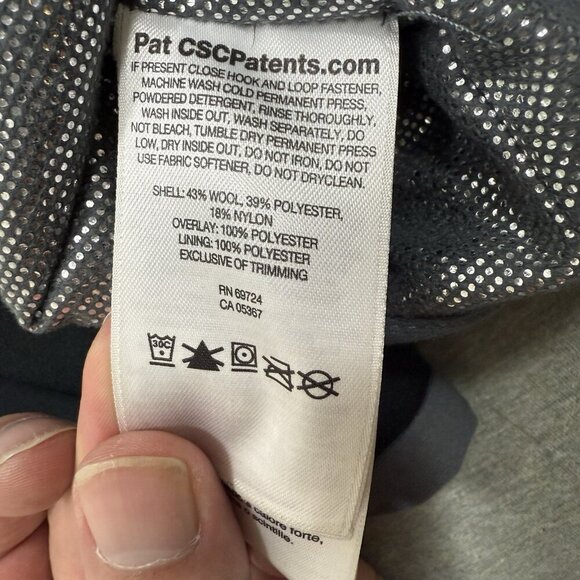 Pat CSCPatents.com
IF PRESENT CLOSE HOOK AND LOOP FASTENER,
MACHINE WASH COLD PERMANENT PRESS,
POWDERED DETERGENT, RINSE THOROUGHLY,
WASH INSIDE OUT, WASH SEPARATELY, DO
NOT BLEACH, TUMBLE DRY PERMANENT PRESS
LOW, DRY INSIDE OUT, DO NOT IRON, DO NOT
USE FABRIC SOFTENER, DO NOT DRYCLEAN.
SHELL: 43% WOOL, 39% POLYESTER,
18% NYLON
OVERLAY: 100% POLYESTER
LINING: 100% POLYESTER
EXCLUSIVE OF TRIMMING
RN 69724
CA 05367
30C
calore forte,
scintille.